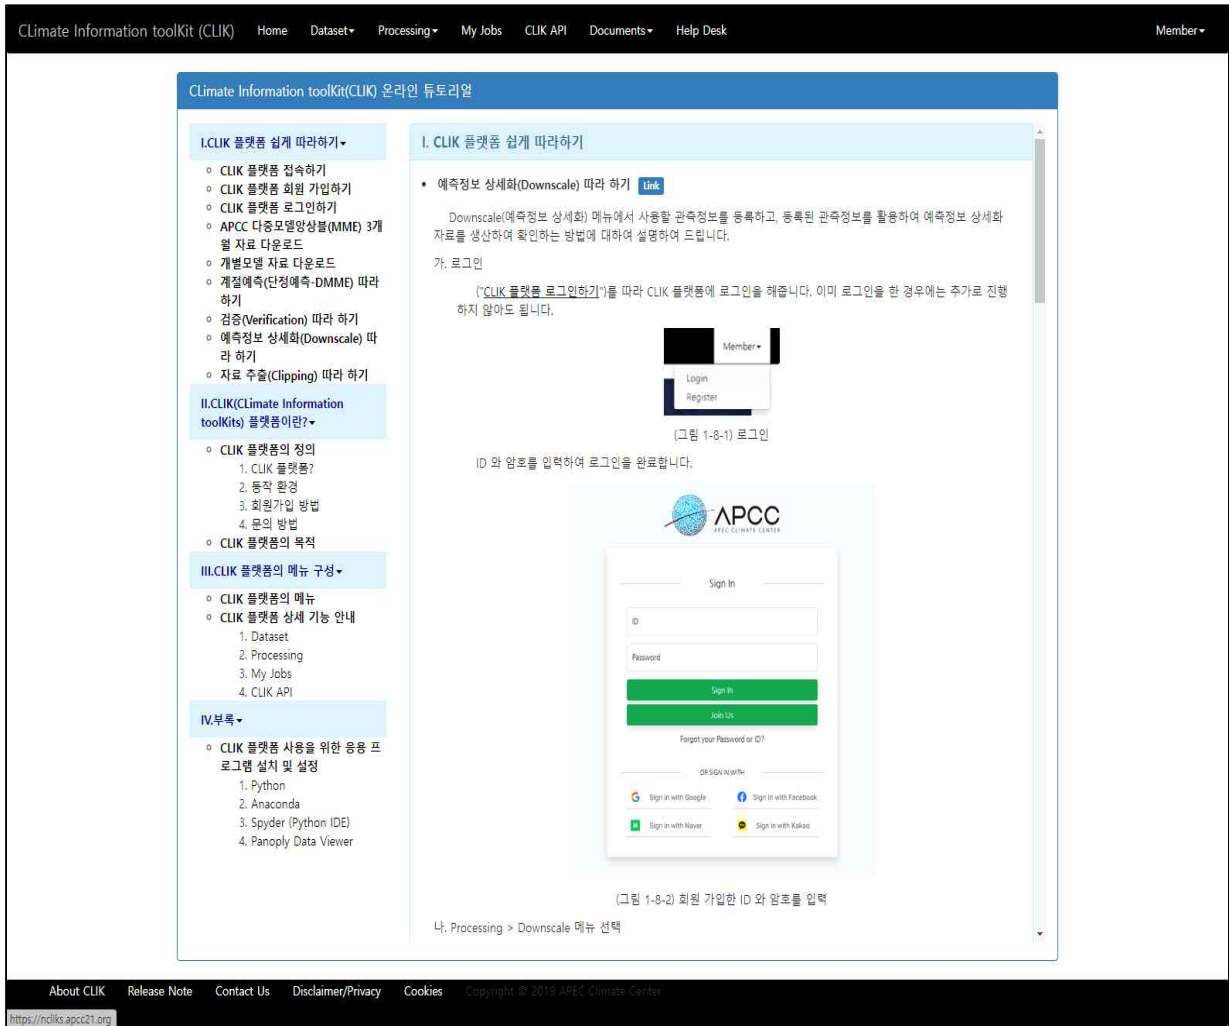 CLimate Information toolKit (CLIK) Home Dataset Processing My Jobs CLIK API Documents Help Desk Member
CLimate Information toolKit(CLIK) 온라인 튜토리얼
I.CLIK 플랫폼 쉽게 따라하기
CLIK 플랫폼 접속하기
CLIK 플랫폼 회원 가입하기
CLIK 플랫폼 로그인하기
APCC 다중모델앙상블(MME) 3개
월 자료 다운로드
개별모델 자료 다운로드
계절예측(단정예측-DMME) 따라
하기
검증(Verification) 따라 하기
예측정보 상세화(Downscale) 따
라 하기
자료 추출(Clipping) 따라 하기
II.CLIK(CLimate Information
toolKits) 플랫폼이란?
CLIK 플랫폼의 정의
1. CLIK 플랫폼?
2. 동작 환경
3. 회원가입 방법
4. 문의 방법
CLIK 플랫폼의 목적
III.CLIK 플랫폼의 메뉴 구성
CLIK 플랫폼의 메뉴
CLIK 플랫폼 상세 기능 안내
1. Dataset
2. Processing
3. My Jobs
4. CLIK API
IV.부록
CLIK 플랫폼 사용을 위한 응용 프
로그램 설치 및 설정
1. Python
2. Anaconda
3. Spyder (Python IDE)
4. Panoply Data Viewer
I. CLIK 플랫폼 쉽게 따라하기
• 예측정보 상세화(Downscale) 따라 하기 Link
Downscale(예측정보 상세화) 메뉴에서 사용할 관측정보를 등록하고, 등록된 관측정보를 활용하여 예측정보 상세화
자료를 생산하여 확인하는 방법에 대하여 설명하여 드립니다.
가. 로그인
("CLIK 플랫폼 로그인하기")를 따라 CLIK 플랫폼에 로그인을 해줍니다. 이미 로그인을 한 경우에는 추가로 진행
하지 않아도 됩니다.
Member
Login
Register
(그림 1-8-1) 로그인
ID 와 암호를 입력하여 로그인을 완료합니다.
APCC
APEC CLIMATE CENTER
Sign In
ID
Password
Sign In
Join Us
Forgot your Password or ID?
OR SIGN IN WITH
Sign in with Google Sign in with Facebook
Sign in with Naver Sign in with Kakao
(그림 1-8-2) 회원 가입한 ID 와 암호를 입력
나. Processing > Downscale 메뉴 선택
About CLIK Release Note Contact Us Disclaimer/Privacy Cookies Copyright © 2019 APEC Climate Center
https://ncliks.apcc21.org